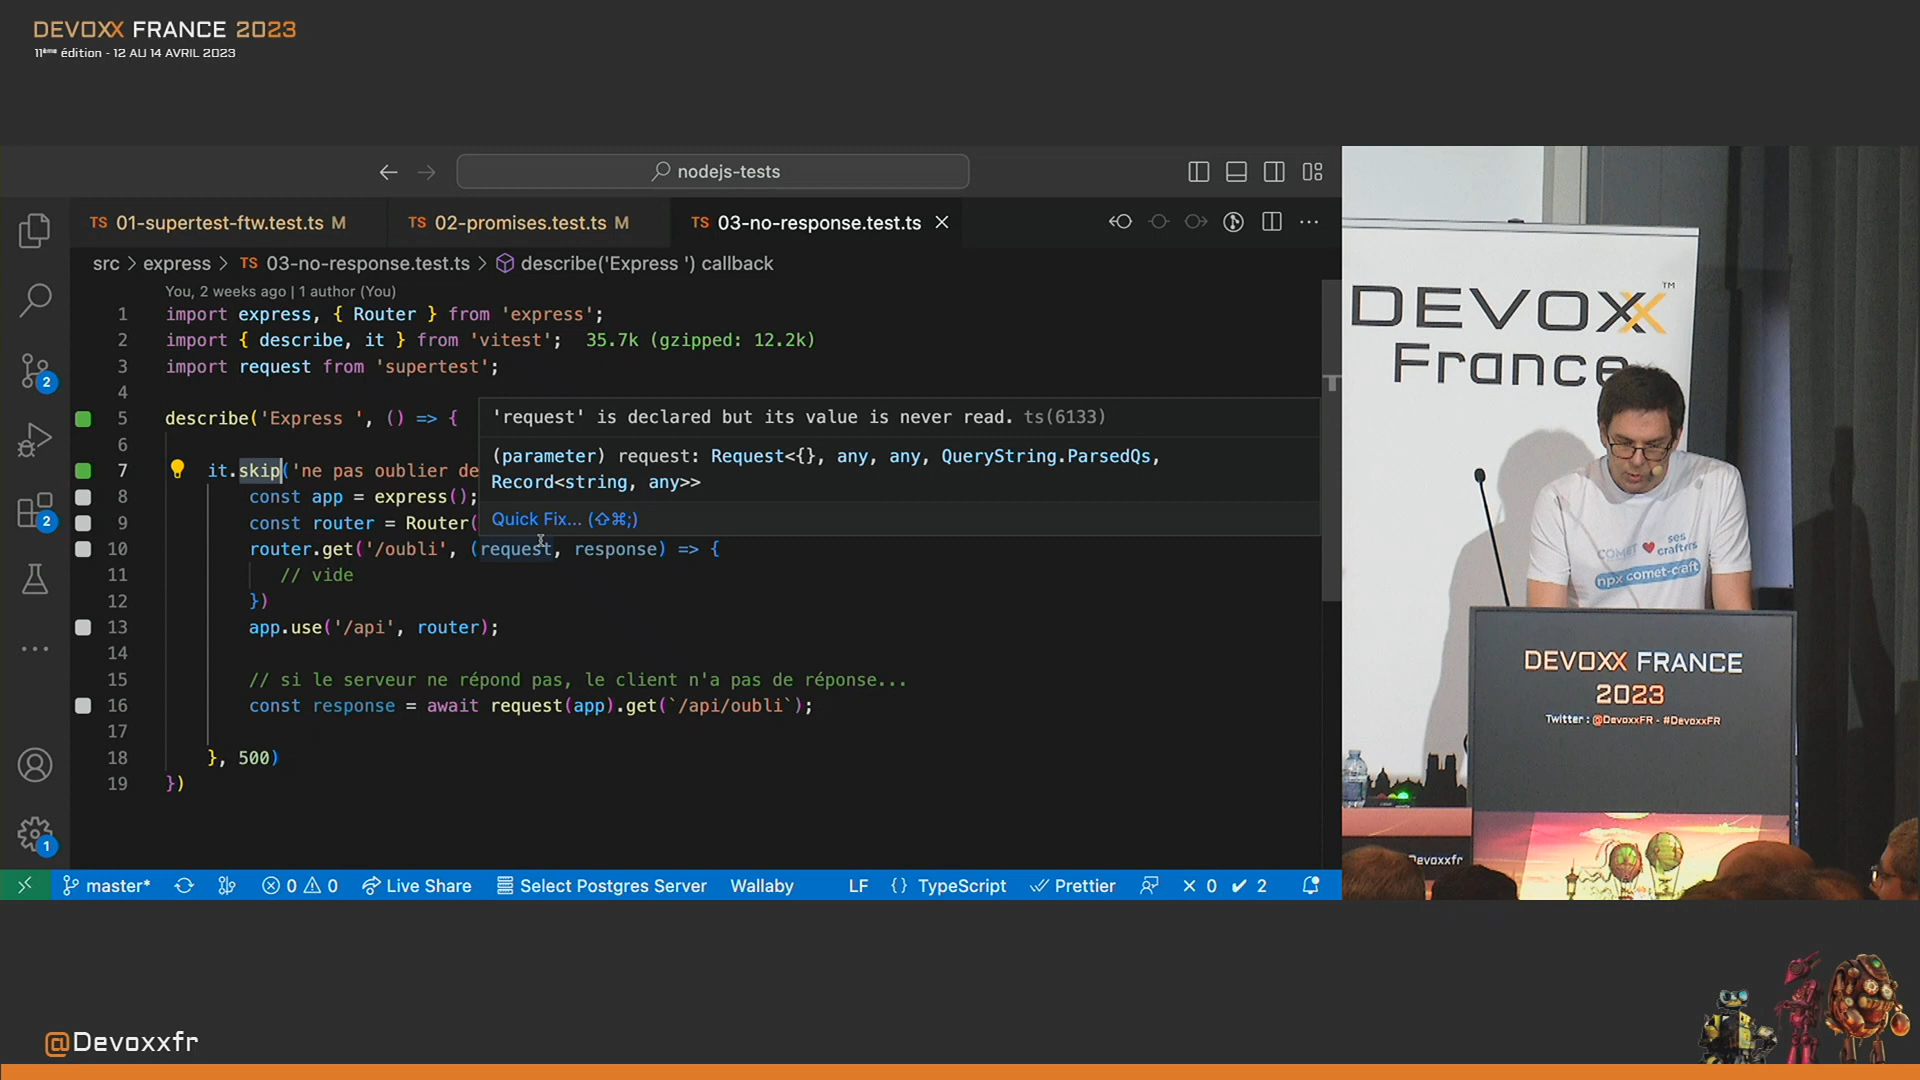 DEVOXX FRANCE 2023
11ème édition - 12 AU 14 AVRIL 2023
nodejs-tests
TS 01-supertest-ftw.test.ts M
TS 02-promises.test.ts M
TS 03-no-response.test.ts
src > express > TS 03-no-response.test.ts > describe('Express ') callback
You, 2 weeks ago | 1 author (You)
1 import express, { Router } from 'express';
2 import { describe, it } from 'vitest'; 35.7k (gzipped: 12.2k)
3 import request from 'supertest';
4
5 describe('Express ', () => {
6
7 it.skip('ne pas oublier de
8 const app = express();
9 const router = Router(
10 router.get('/oubli', (request, response) => {
11 // vide
12 })
13 app.use('/api', router);
14
15 // si le serveur ne répond pas, le client n'a pas de réponse...
16 const response = await request(app).get(`/api/oubli`);
17
18 }, 500)
19 })
'request' is declared but its value is never read. ts(6133)
(parameter) request: Request<{}, any, any, QueryString.ParsedQs,
Record<string, any>>
Quick Fix... (⇧⌘;)
2
2
1
master* 0 0 Live Share Select Postgres Server Wallaby LF {} TypeScript Prettier 0 2
DEVOXX™
France
COMET ❤ ses
crafters
npx comet-craft
DEVOXX FRANCE
2023
Twitter : @DevoxxFR - #DevoxxFR
Devoxxfr
@Devoxxfr